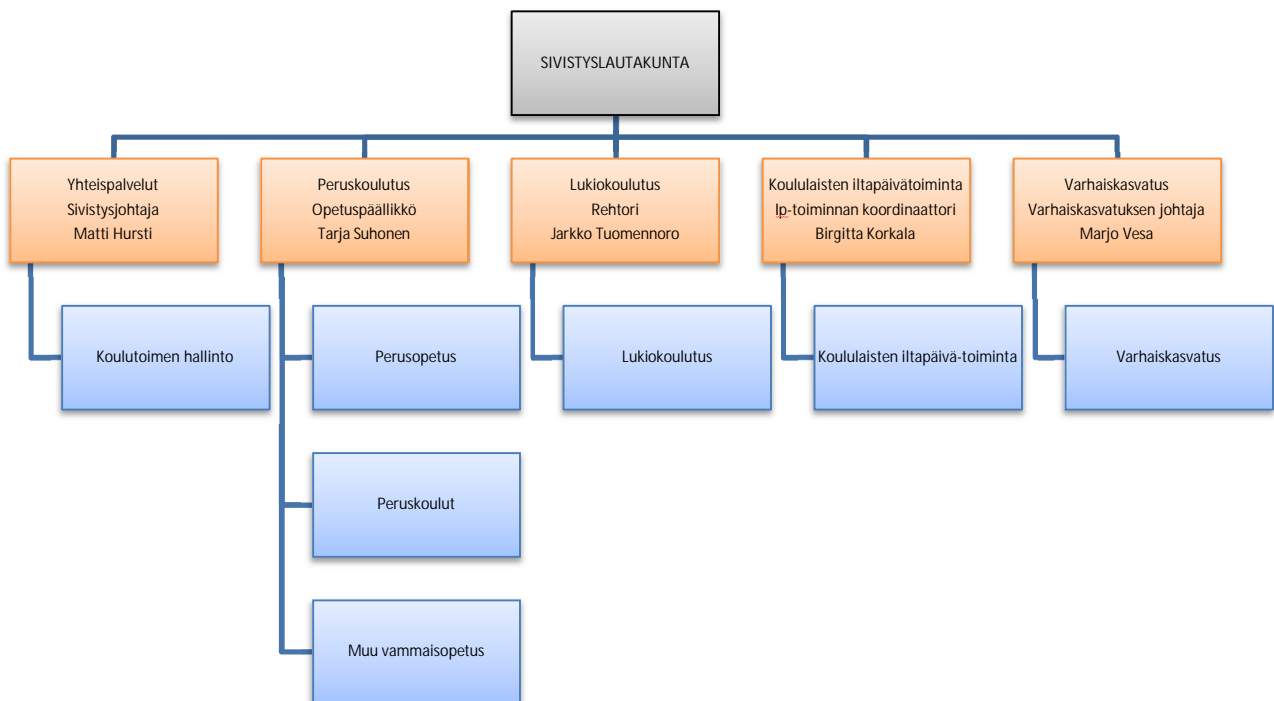 SIVISTYSLAUTAKUNTA
Yhteispalvelut
Sivistysjohtaja
Matti Hursti
Peruskoulutus
Opetuspäällikkö
Tarja Suhonen
Lukiokoulutus
Rehtori
Jarkko Tuomennoro
Koululaisten iltapäivätoiminta
Ip-toiminnan koordinaattori
Birgitta Korkala
Varhaiskasvatus
Varhaiskasvatuksen johtaja
Marjo Vesa
Koulutoimen hallinto
Perusopetus
Lukiokoulutus
Koululaisten iltapäivä-toiminta
Varhaiskasvatus
Peruskoulut
Muu vammaisopetus